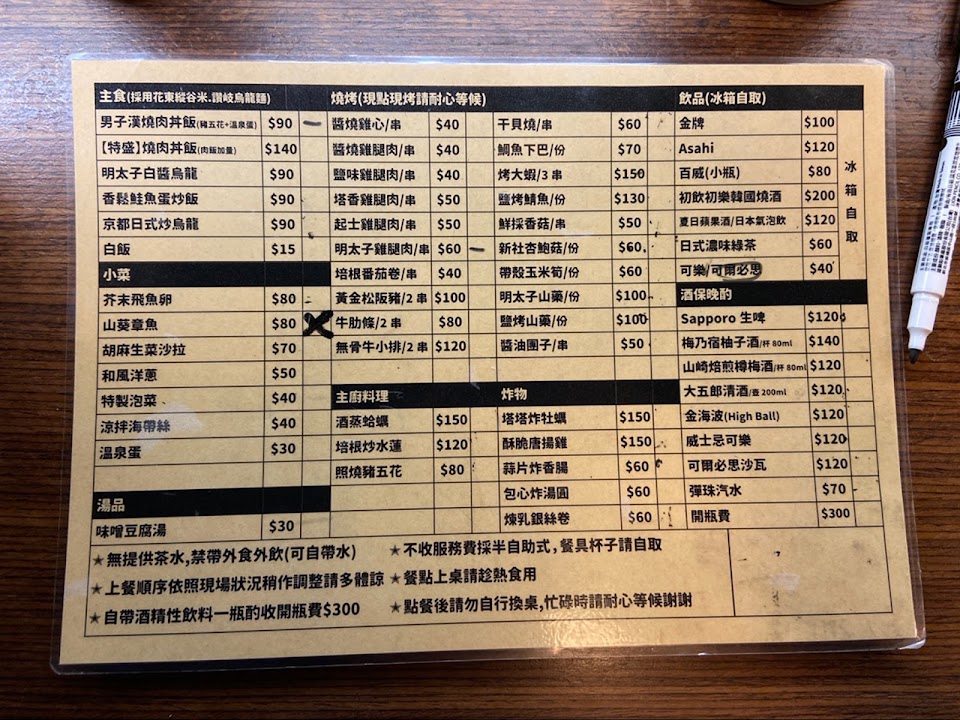 主食(採用花東縱谷米.讚岐烏龍麵)
男子漢燒肉丼飯(豬五花+溫泉蛋) $90
【特盛】燒肉丼飯(肉飯加量) $140
明太子白醬烏龍 $90
香鬆鮭魚蛋炒飯 $90
京都日式炒烏龍 $90
白飯 $15
小菜
芥末飛魚卵 $80
山葵章魚 $80
胡麻生菜沙拉 $70
和風洋蔥 $50
特製泡菜 $40
涼拌海帶絲 $40
溫泉蛋 $30
湯品
味噌豆腐湯 $30
燒烤(現點現烤請耐心等候)
醬燒雞心/串 $40
醬燒雞腿肉/串 $40
鹽味雞腿肉/串 $40
塔香雞腿肉/串 $50
起士雞腿肉/串 $50
明太子雞腿肉/串 $60
培根番茄卷/串 $40
黃金松阪豬/2 串 $100
牛肋條/2 串 $80
無骨牛小排/2 串 $120
主廚料理
酒蒸蛤蠣 $150
培根炒水蓮 $120
照燒豬五花 $80
干貝燒/串 $60
鯛魚下巴/份 $70
烤大蝦/3 串 $150
鹽烤鯖魚/份 $130
鮮採香菇/串 $50
新社杏鮑菇/份 $60
帶殼玉米筍/份 $60
明太子山藥/份 $100
鹽烤山藥/份 $100
醬油團子/串 $50
炸物
塔塔炸牡蠣 $150
酥脆唐揚雞 $150
蒜片炸香腸 $60
包心炸湯圓 $60
煉乳銀絲卷 $60
飲品(冰箱自取)
金牌 $100
Asahi $120
百威(小瓶) $80
初飲初樂韓國燒酒 $200
夏日蘋果酒/日本氣泡飲 $120
日式濃味綠茶 $60
可樂/可爾必思 $40
冰箱自取
酒保晚酌
Sapporo 生啤 $120
梅乃宿柚子酒/杯 80ml $140
山崎焙煎樽梅酒/杯 80ml $120
大五郎清酒/壺 200ml $120
金海波(High Ball) $120
威士忌可樂 $120
可爾必思沙瓦 $120
彈珠汽水 $70
開瓶費 $300
★無提供茶水,禁帶外食外飲(可自帶水)
★上餐順序依照現場狀況稍作調整請多體諒
★自帶酒精性飲料一瓶酌收開瓶費$300
★不收服務費採半自助式,餐具杯子請自取
★餐點上桌請趁熱食用
★點餐後請勿自行換桌,忙碌時請耐心等候謝謝